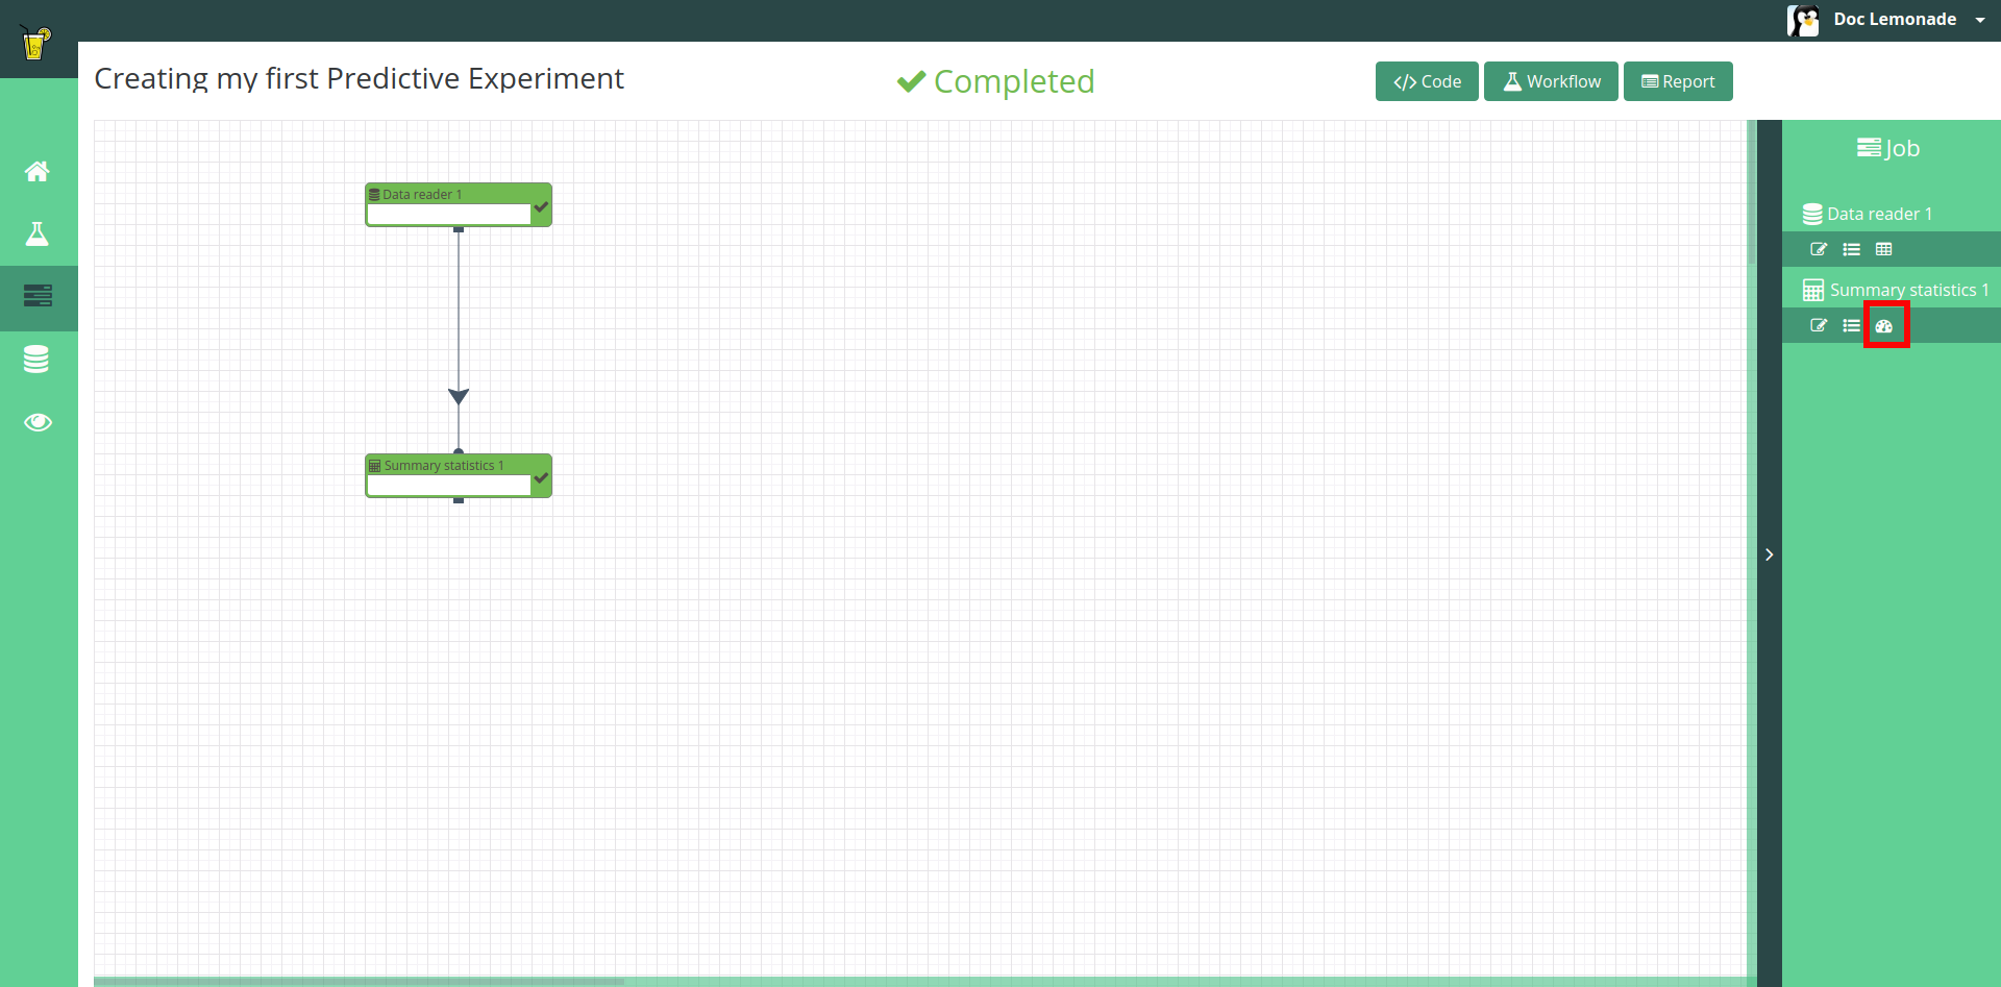 Doc Lemonade
Creating my first Predictive Experiment
Completed
</> Code
Workflow
Report
Job
Data reader 1
Summary statistics 1
Data reader 1
Summary statistics 1